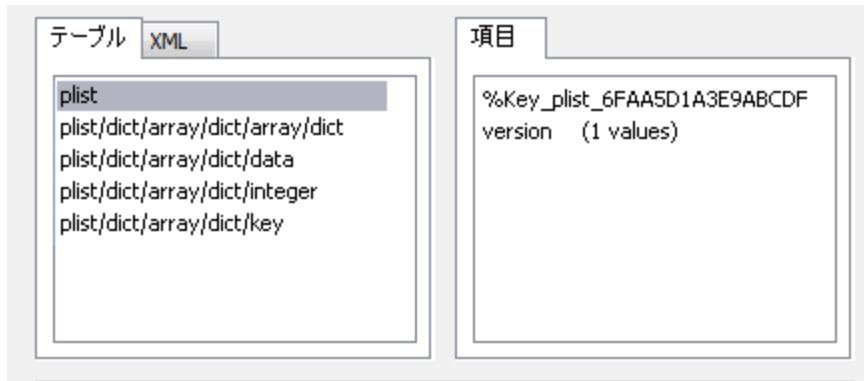 テーブル XML
plist
plist/dict/array/dict/array/dict
plist/dict/array/dict/data
plist/dict/array/dict/integer
plist/dict/array/dict/key
項目
%Key_plist_6FAA5D1A3E9ABCDF
version (1 values)